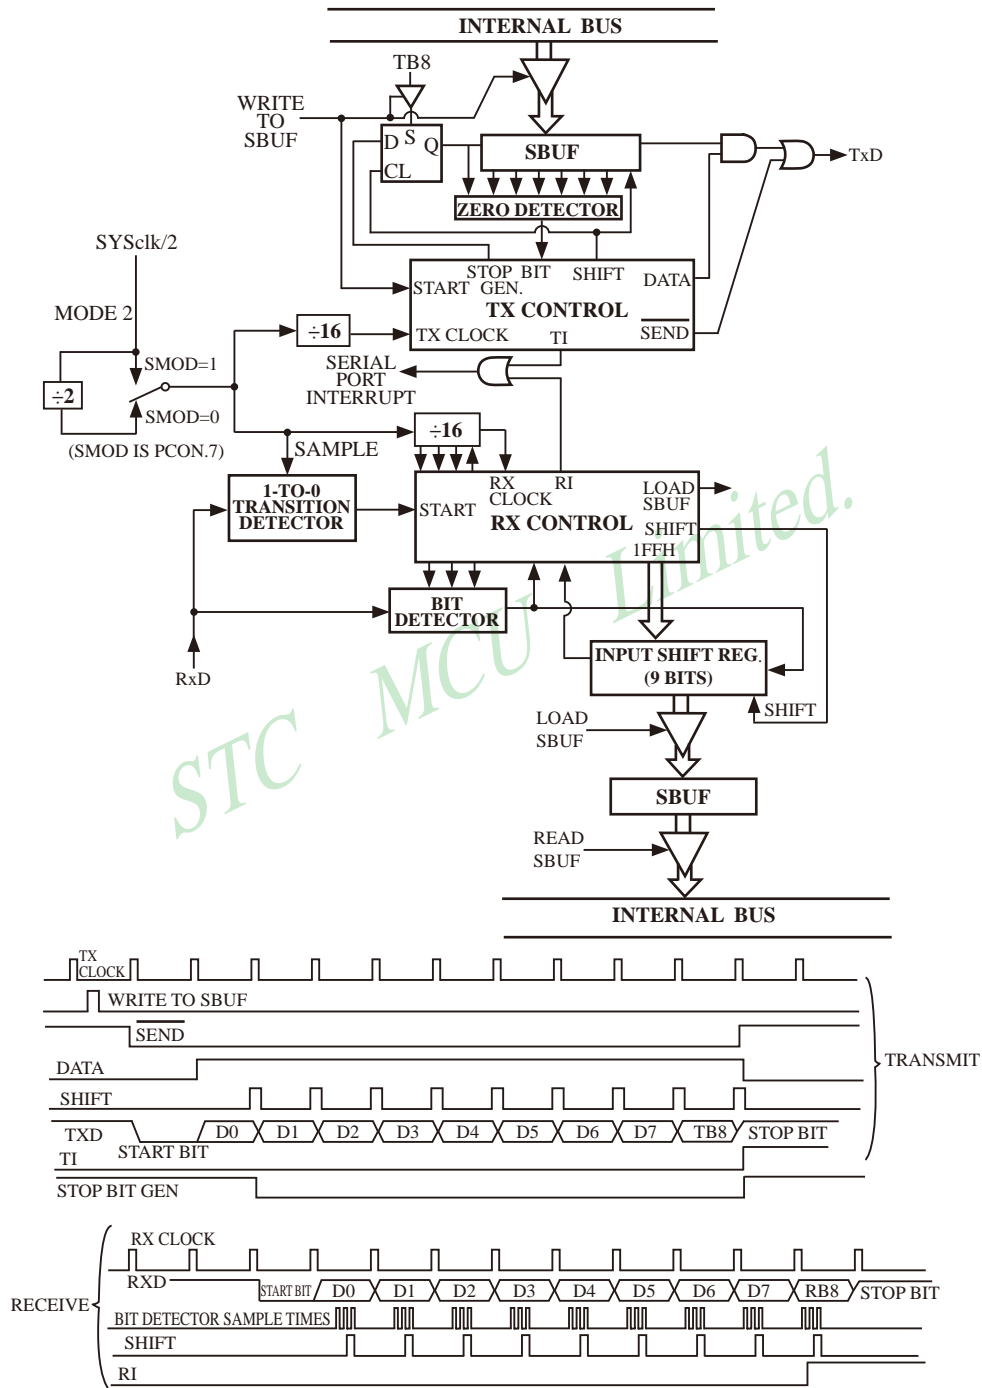 INTERNAL BUS
TB8
WRITE
TO
SBUF
D S Q
CL
SBUF
TxD
ZERO DETECTOR
SYSclk/2
STOP BIT SHIFT
GEN.
START
DATA
TX CONTROL
MODE 2
÷16
TX CLOCK
TI
SEND
SERIAL
PORT
INTERRUPT
SMOD=1
÷2
SMOD=0
(SMOD IS PCON.7)
SAMPLE
÷16
1-TO-0
TRANSITION
DETECTOR
START
RX
CLOCK
RI
LOAD
SBUF
RX CONTROL
SHIFT
1FFH
BIT
DETECTOR
RxD
INPUT SHIFT REG.
(9 BITS)
SHIFT
LOAD
SBUF
SBUF
READ
SBUF
INTERNAL BUS
STC MCU Limited.
TX
CLOCK
WRITE TO SBUF
SEND
DATA
TRANSMIT
SHIFT
TXD START BIT D0 D1 D2 D3 D4 D5 D6 D7 TB8 STOP BIT
TI
STOP BIT GEN
RX CLOCK
RXD START BIT D0 D1 D2 D3 D4 D5 D6 D7 RB8 STOP BIT
RECEIVE
BIT DETECTOR SAMPLE TIMES
SHIFT
RI